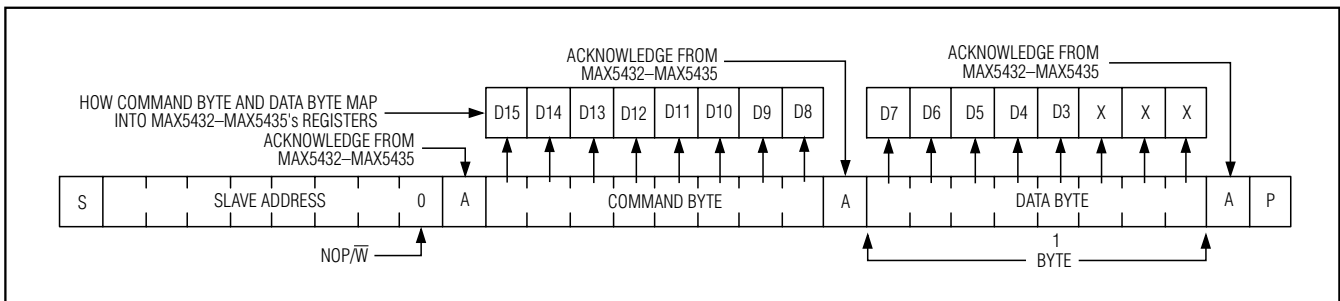 ACKNOWLEDGE FROM
MAX5432–MAX5435
ACKNOWLEDGE FROM
MAX5432–MAX5435
HOW COMMAND BYTE AND DATA BYTE MAP
INTO MAX5432–MAX5435's REGISTERS
D15 D14 D13 D12 D11 D10 D9 D8
D7 D6 D5 D4 D3 X X X
ACKNOWLEDGE FROM
MAX5432–MAX5435
S SLAVE ADDRESS 0 A COMMAND BYTE A DATA BYTE A P
NOP/W̅
1
BYTE